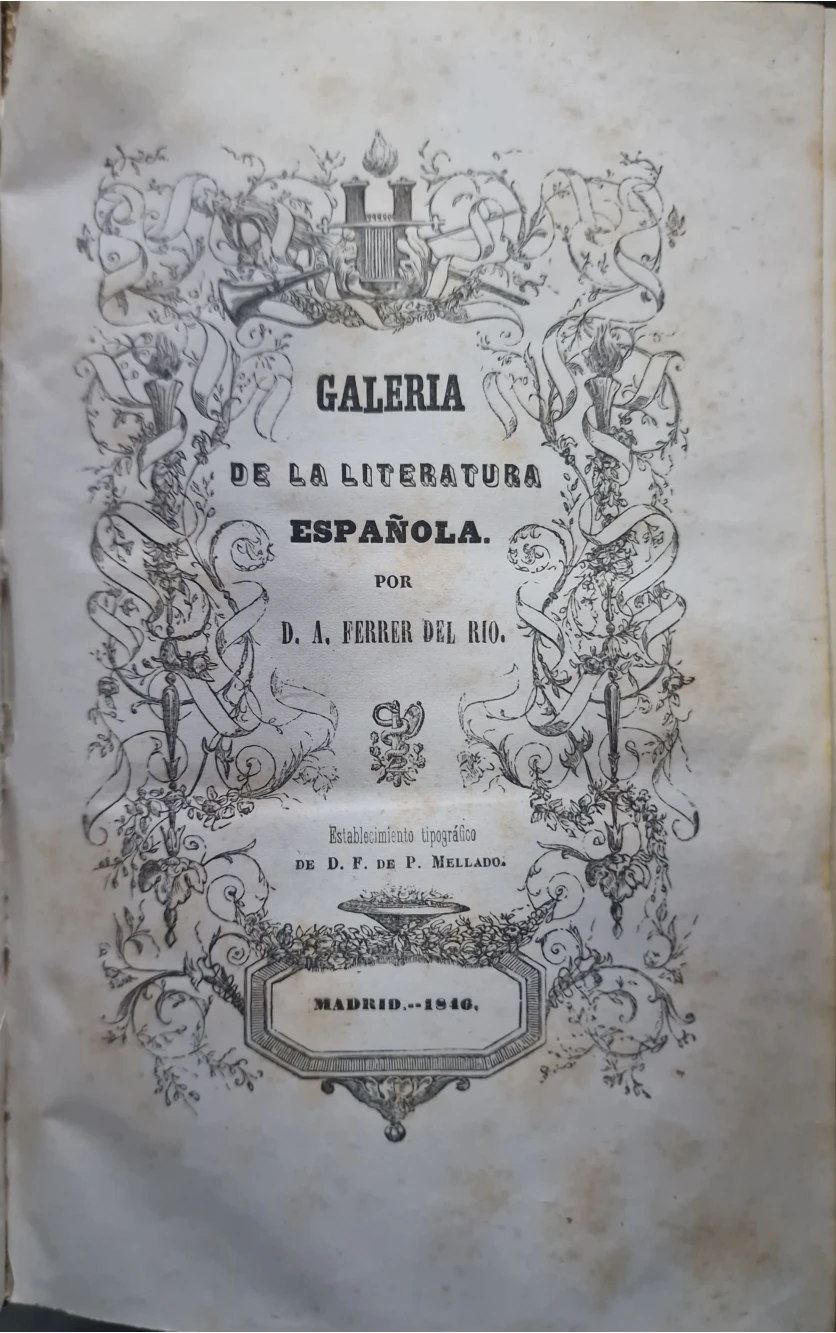 GALERIA
DE LA LITERATURA
ESPAÑOLA.
POR
D. A. FERRER DEL RIO.
Establecimiento tipográfico
DE D. F. DE P. MELLADO.
MADRID.--1846.